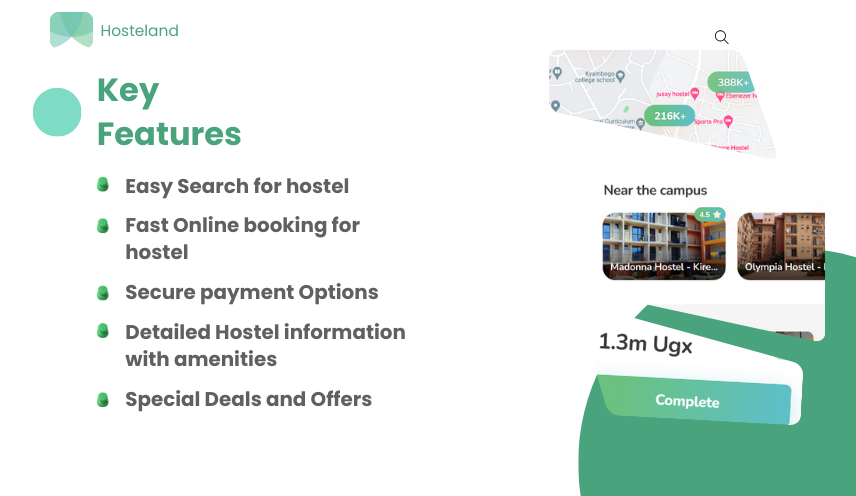 Hosteland
Key
Features
Easy Search for hostel
Fast Online booking for
hostel
Secure payment Options
Detailed Hostel information
with amenities
Special Deals and Offers
Kyambogo
college school
388K+
jussy hostel
Ebenezer
216K+
Curriculum
Sports Pro
Hostel
Near the campus
4.5
Madonna Hostel - Kire...
Olympia Hostel -
1.3m Ugx
Complete